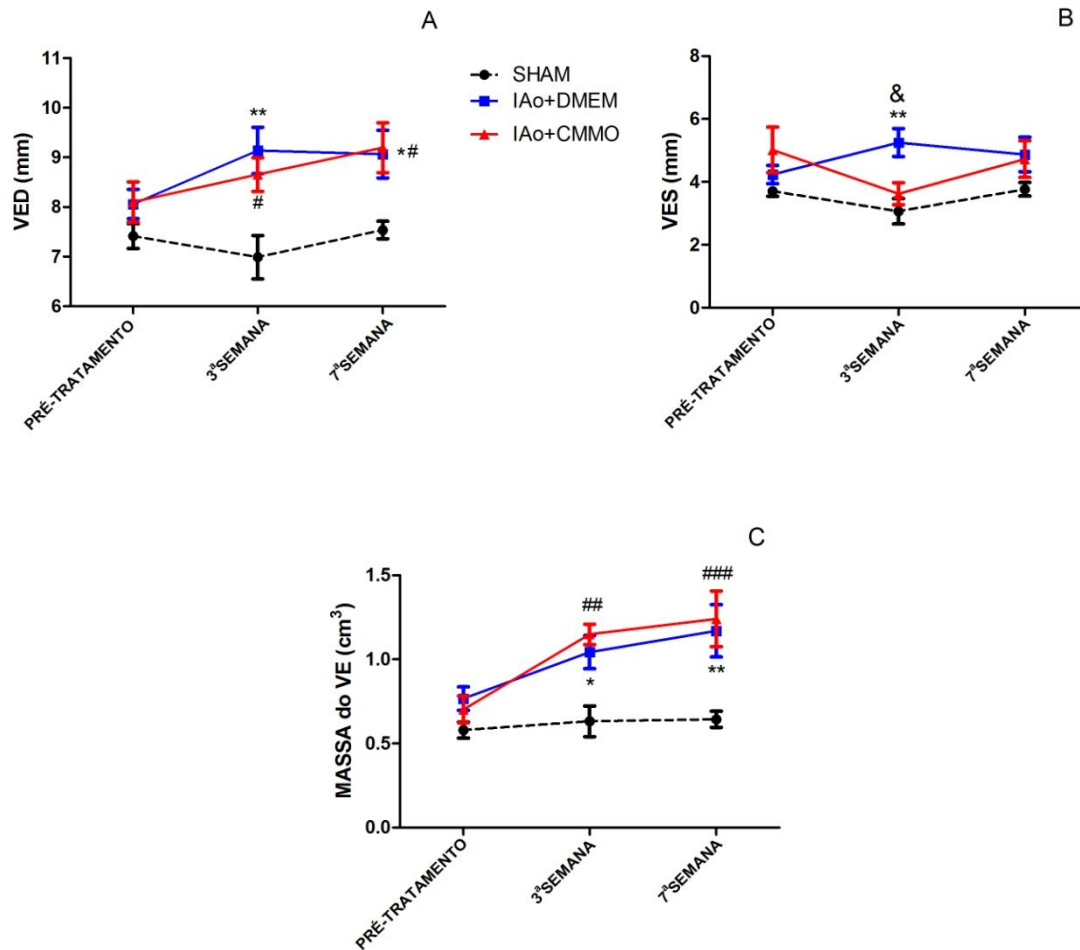 A
11
10
9
8
7
6
VED (mm)
**
#
*#
PRÉ-TRATAMENTO
3ªSEMANA
7ªSEMANA
SHAM
IAo+DMEM
IAo+CMMO
B
8
6
4
2
0
VES (mm)
&
**
PRÉ-TRATAMENTO
3ªSEMANA
7ªSEMANA
C
1.5
1.0
0.5
0.0
MASSA do VE (cm³)
##
*
###
**
PRÉ-TRATAMENTO
3ªSEMANA
7ªSEMANA